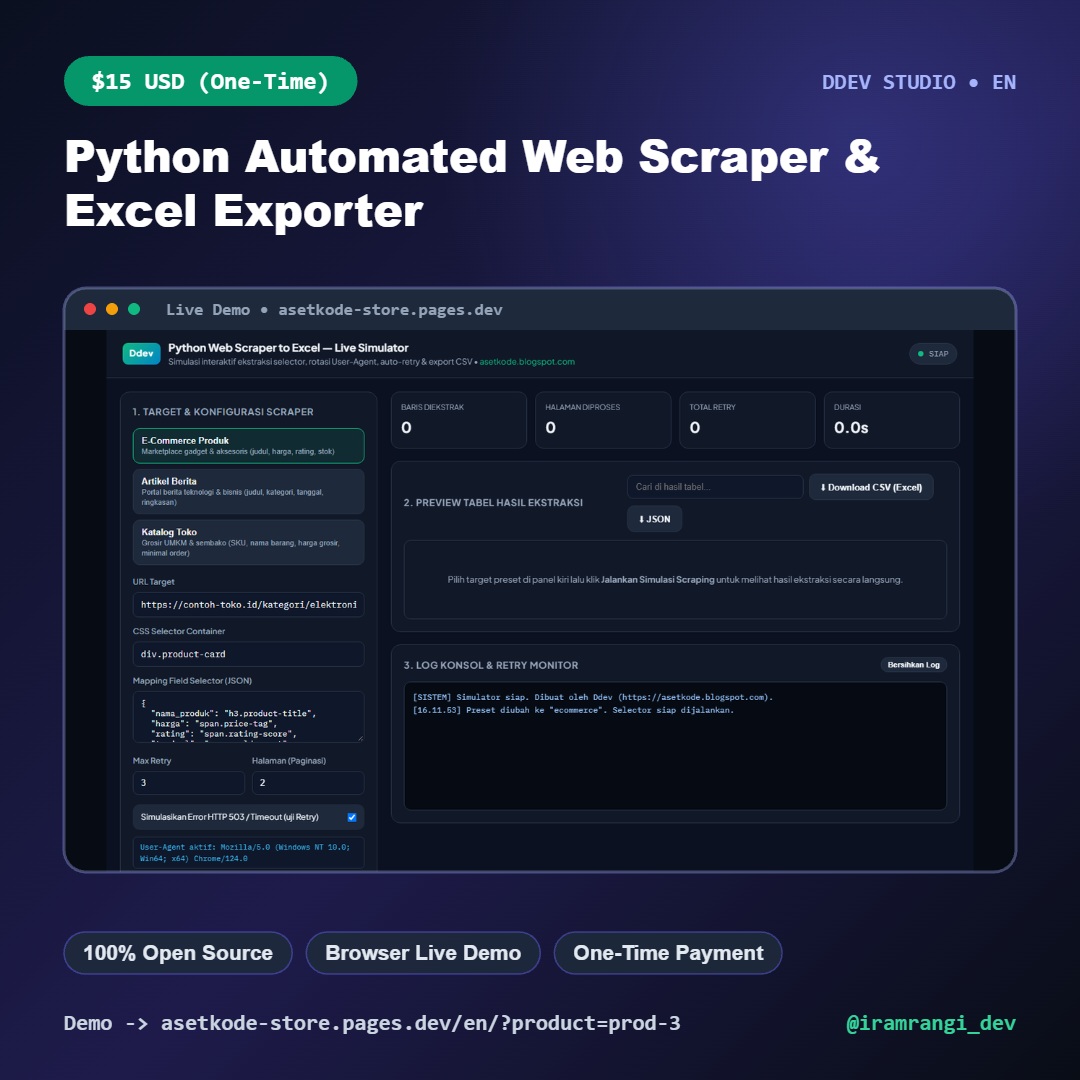 $15 USD (One-Time)
DDEV STUDIO • EN
Python Automated Web Scraper &
Excel Exporter
Live Demo • asetkode-store.pages.dev
Ddev
Python Web Scraper to Excel — Live Simulator
Simulasi interaktif ekstraksi selector, rotasi User-Agent, auto-retry & export CSV • asetkode.blogspot.com
SIAP
1. TARGET & KONFIGURASI SCRAPER
E-Commerce Produk
Marketplace gadget & aksesoris (judul, harga, rating, stok)
Artikel Berita
Portal berita teknologi & bisnis (judul, kategori, tanggal,
ringkasan)
Katalog Toko
Grosir UMKM & sembako (SKU, nama barang, harga grosir,
minimal order)
URL Target
https://contoh-toko.id/kategori/elektroni
CSS Selector Container
div.product-card
Mapping Field Selector (JSON)
{
"nama_produk": "h3.product-title",
"harga": "span.price-tag",
"rating": "span.rating-score",
Max Retry
Halaman (Paginasi)
3
2
Simulasikan Error HTTP 503 / Timeout (uji Retry)
User-Agent aktif: Mozilla/5.0 (Windows NT 10.0;
Win64; x64) Chrome/124.0
BARIS DIEKSTRAK
HALAMAN DIPROSES
TOTAL RETRY
DURASI
0
0
0
0.0s
2. PREVIEW TABEL HASIL EKSTRAKSI
Cari di hasil tabel...
⬇ Download CSV (Excel)
⬇ JSON
Pilih target preset di panel kiri lalu klik Jalankan Simulasi Scraping untuk melihat hasil ekstraksi secara langsung.
3. LOG KONSOL & RETRY MONITOR
Bersihkan Log
[SISTEM] Simulator siap. Dibuat oleh Ddev (https://asetkode.blogspot.com).
[16.11.53] Preset diubah ke "ecommerce". Selector siap dijalankan.
100% Open Source
Browser Live Demo
One-Time Payment
Demo -> asetkode-store.pages.dev/en/?product=prod-3
@iramrangi_dev